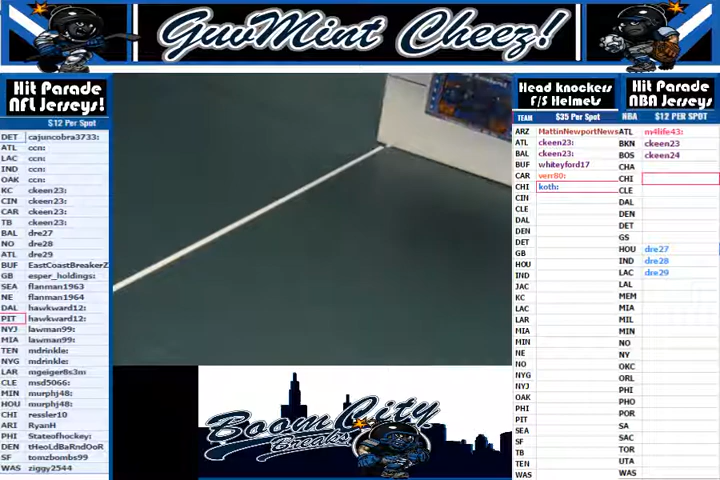 GuvMint Cheez!
Hit Parade
NFL Jerseys!
$12 Per Spot
DET cajuncobra3733:
ATL ccn:
LAC ccn:
IND ccn:
OAK ccn:
KC ckeen23:
CIN ckeen23:
CAR ckeen23:
TB ckeen23:
BAL dre27
NO dre28
ATL dre29
BUF EastCoastBreakerZ
GB esper_holdings:
SEA flanman1963
NE flanman1964
DAL hawkward12:
PIT hawkward12:
NYJ lawman99:
MIA lawman99:
TEN mdrinkle:
NYG mdrinkle:
LAR mgeiger8s3m
CLE msd5066:
MIN murphj48:
HOU murphj48:
CHI ressler10
ARI RyanH
PHI Stateofhockey:
DEN tHeoLdBaRndOoR
SF tomzbombs99
WAS ziggy2544
Boom City
Breaks
Head knockers
F/S Helmets
TEAM $35 Per Spot
ARZ MattinNewportNews
ATL ckeen23:
BAL ckeen23:
BUF whiteyford17
CAR verr80:
CHI koth:
CIN
CLE
DAL
DEN
DET
GB
HOU
IND
JAC
KC
LAC
LAR
MIA
MIN
NE
NO
NYG
NYJ
OAK
PHI
PIT
SEA
SF
TB
TEN
WAS
Hit Parade
NBA Jerseys
NBA $12 PER SPOT
ATL m4life43:
BKN ckeen23
BOS ckeen24
CHA
CHI
CLE
DAL
DEN
DET
GS
HOU dre27
IND dre28
LAC dre29
LAL
MEM
MIA
MIL
MIN
NO
NY
OKC
ORL
PHI
PHO
POR
SA
SAC
TOR
UTA
WAS